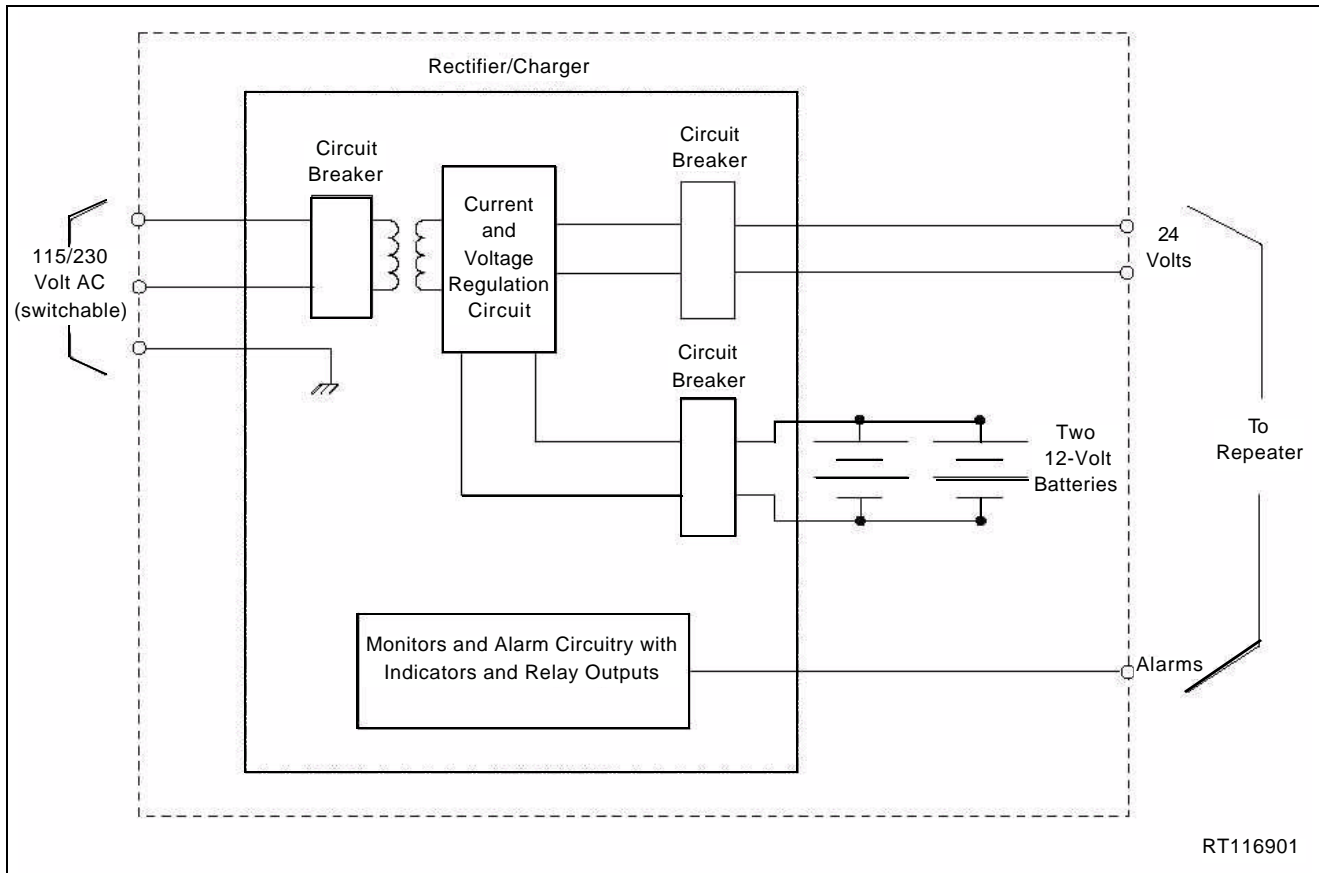 Rectifier/Charger
Circuit
Breaker
Circuit
Breaker
Current
and
Voltage
Regulation
Circuit
115/230
Volt AC
(switchable)
24
Volts
Circuit
Breaker
Two
12-Volt
Batteries
To
Repeater
Monitors and Alarm Circuitry with
Indicators and Relay Outputs
Alarms
RT116901